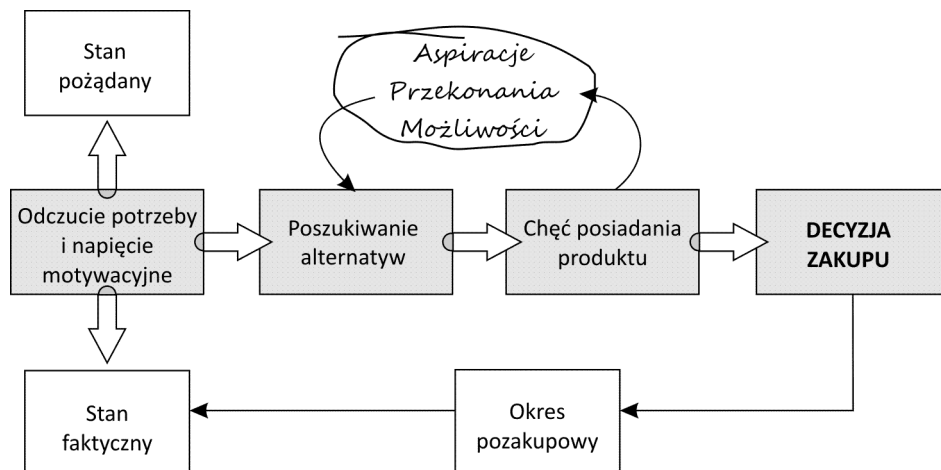 Stan
pożądany
Aspiracje
Przekonania
Możliwości
Odczucie potrzeby
i napięcie
motywacyjne
Poszukiwanie
alternatyw
Chęć posiadania
produktu
DECYZJA
ZAKUPU
Stan
faktyczny
Okres
pozakupowy